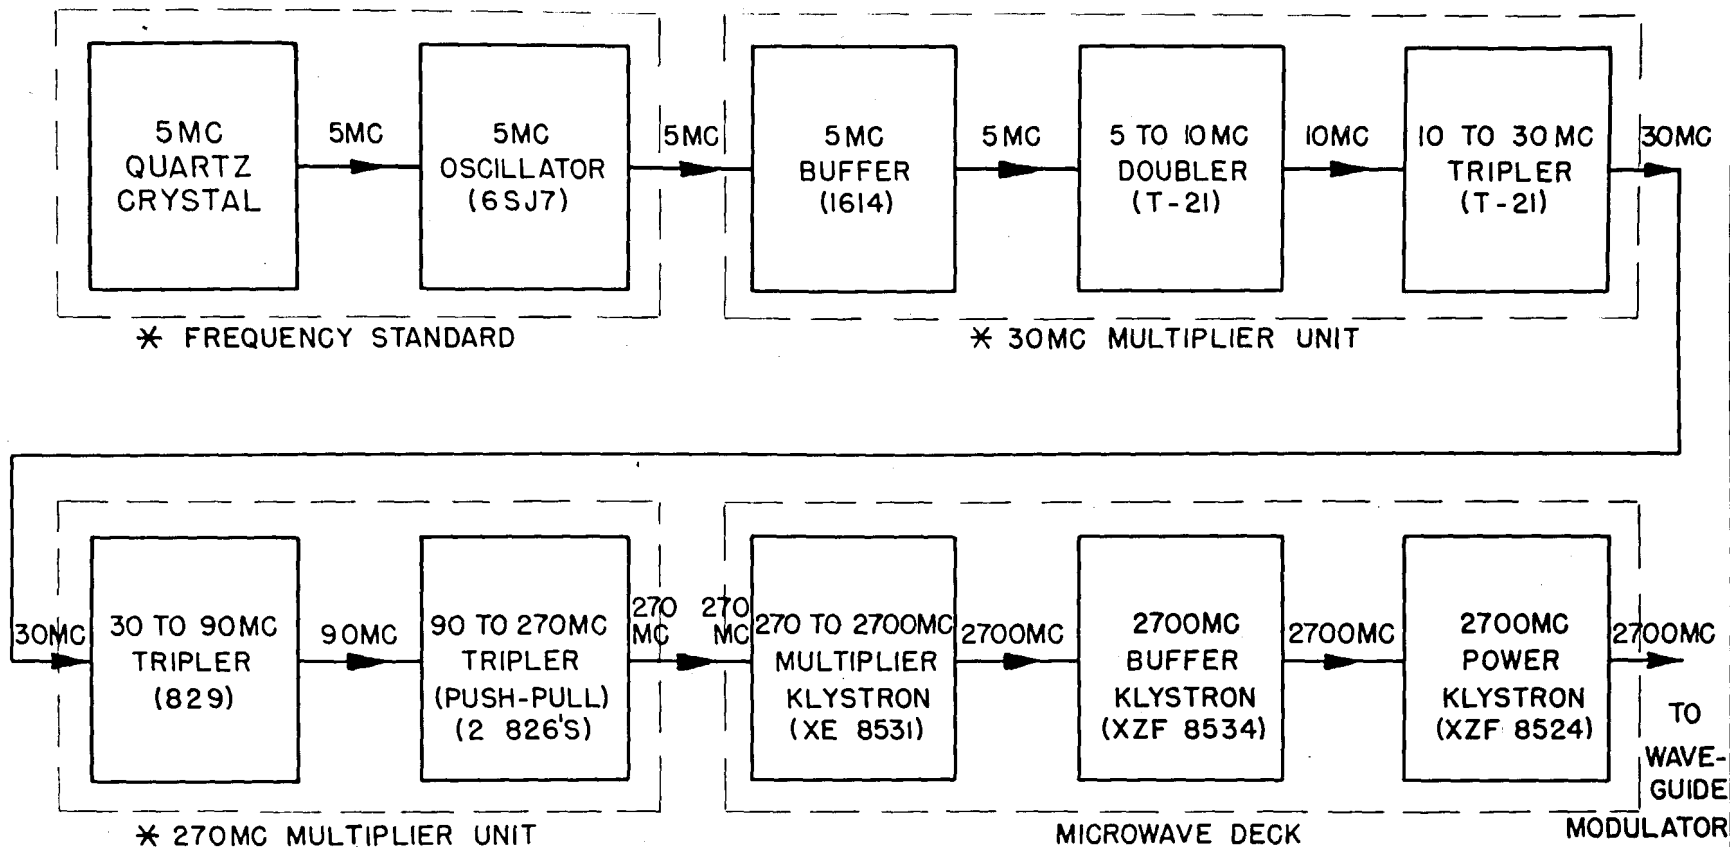 5MC
QUARTZ
CRYSTAL
5MC
5MC
OSCILLATOR
(6SJ7)
5MC
5MC
BUFFER
(1614)
5MC
5 TO 10MC
DOUBLER
(T-21)
10MC
10 TO 30MC
TRIPLER
(T-21)
30MC
* FREQUENCY STANDARD
* 30MC MULTIPLIER UNIT
30MC
30 TO 90MC
TRIPLER
(829)
90MC
90 TO 270MC
TRIPLER
(PUSH-PULL)
(2 826'S)
270
MC
270
MC
270 TO 2700MC
MULTIPLIER
KLYSTRON
(XE 8531)
2700MC
2700MC
BUFFER
KLYSTRON
(XZF 8534)
2700MC
2700MC
POWER
KLYSTRON
(XZF 8524)
2700MC
TO
WAVE-
GUIDE
MODULATOR
* 270MC MULTIPLIER UNIT
MICROWAVE DECK